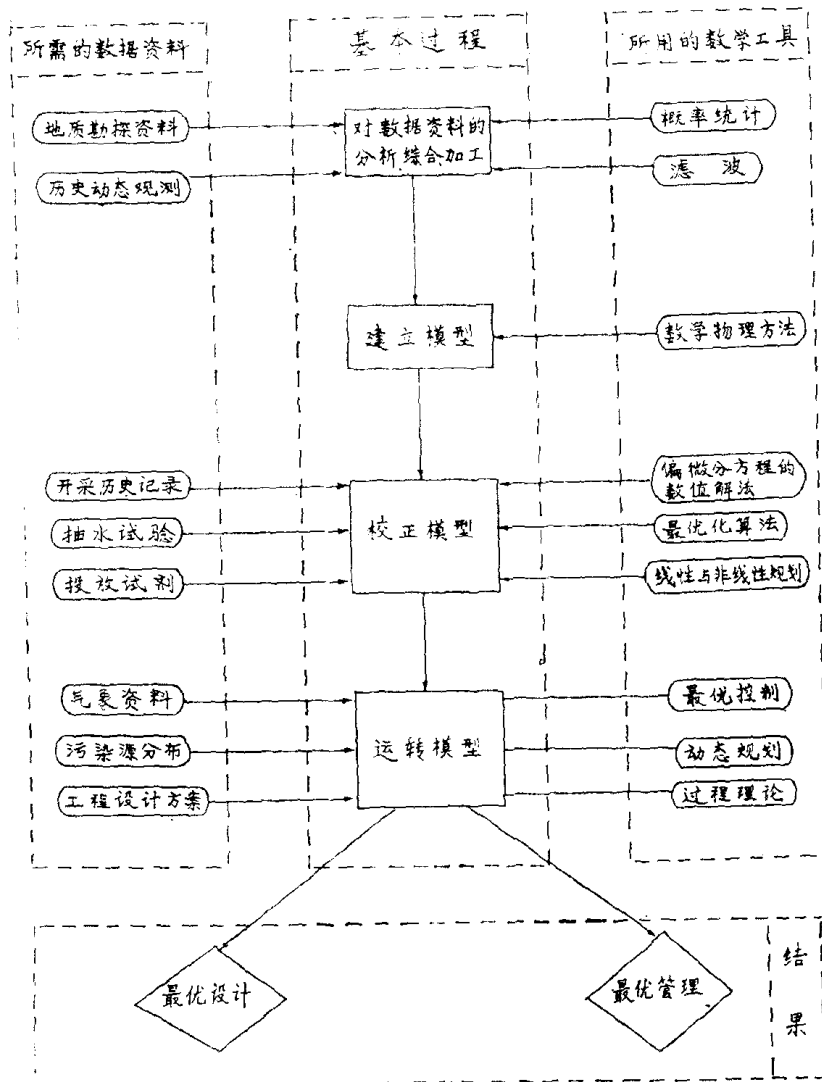 所需的数据资料
基本过程
所用的数学工具
地质勘探资料
历史动态观测
对数据资料的
分析综合加工
概率统计
滤波
建立模型
数学物理方法
开采历史记录
抽水试验
投放试剂
校正模型
偏微分方程的
数值解法
最优化算法
线性与非线性规划
气象资料
污染源分布
工程设计方案
运转模型
最优控制
动态规划
过程理论
最优设计
最优管理
结
果